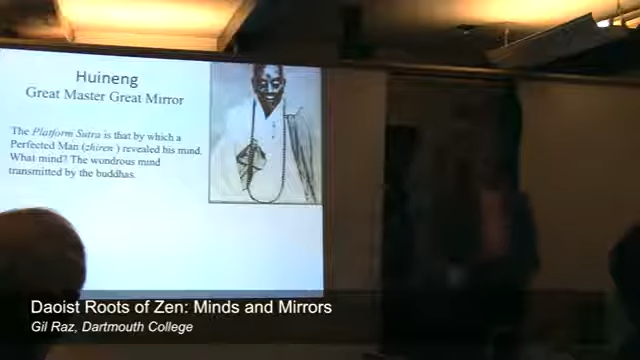 Huineng
Great Master Great Mirror
The Platform Sutra is that by which a
Perfected Man (zhiren ) revealed his mind.
What mind? The wondrous mind
transmitted by the buddhas.
Daoist Roots of Zen: Minds and Mirrors
Gil Raz, Dartmouth College